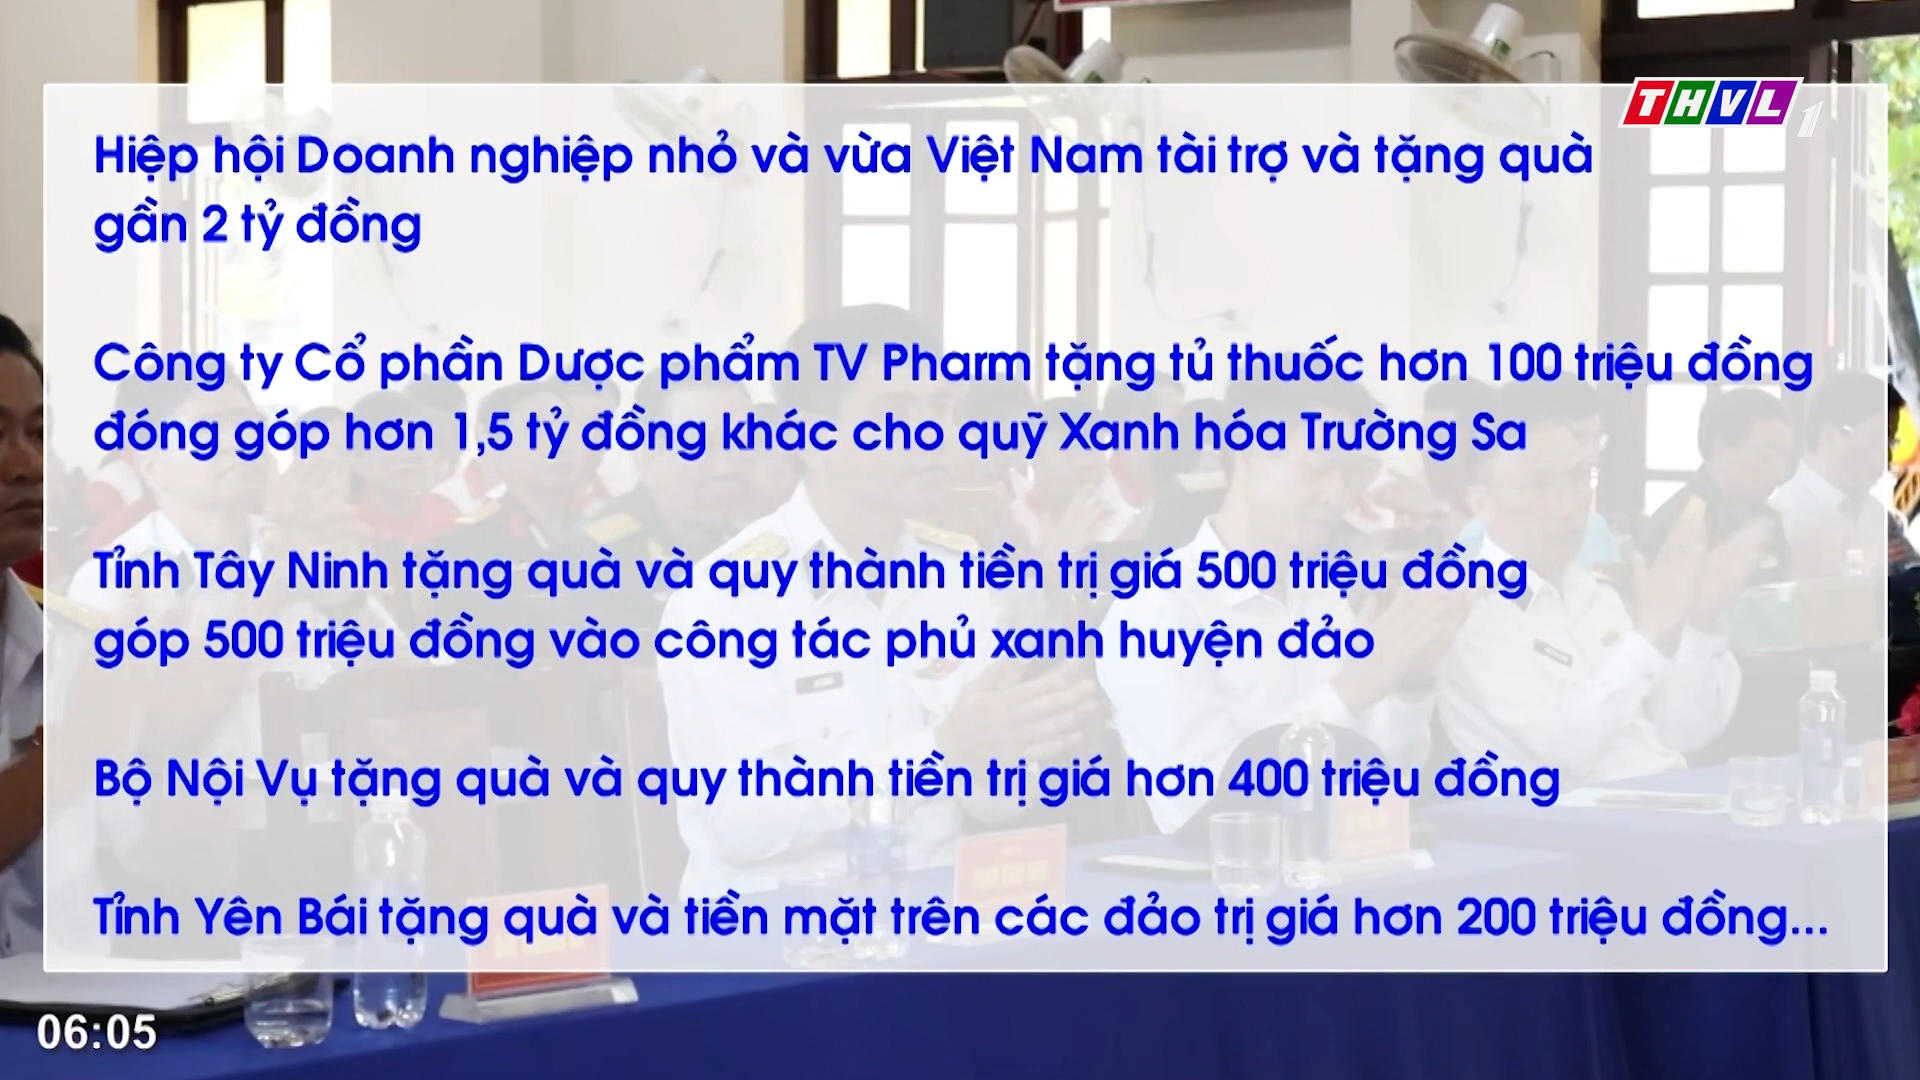 THVL 1
Hiệp hội Doanh nghiệp nhỏ và vừa Việt Nam tài trợ và tặng quà
gần 2 tỷ đồng
Công ty Cổ phần Dược phẩm TV Pharm tặng tủ thuốc hơn 100 triệu đồng
đóng góp hơn 1,5 tỷ đồng khác cho quỹ Xanh hóa Trường Sa
Tỉnh Tây Ninh tặng quà và quy thành tiền trị giá 500 triệu đồng
góp 500 triệu đồng vào công tác phủ xanh huyện đảo
Bộ Nội Vụ tặng quà và quy thành tiền trị giá hơn 400 triệu đồng
Tỉnh Yên Bái tặng quà và tiền mặt trên các đảo trị giá hơn 200 triệu đồng...
06:05